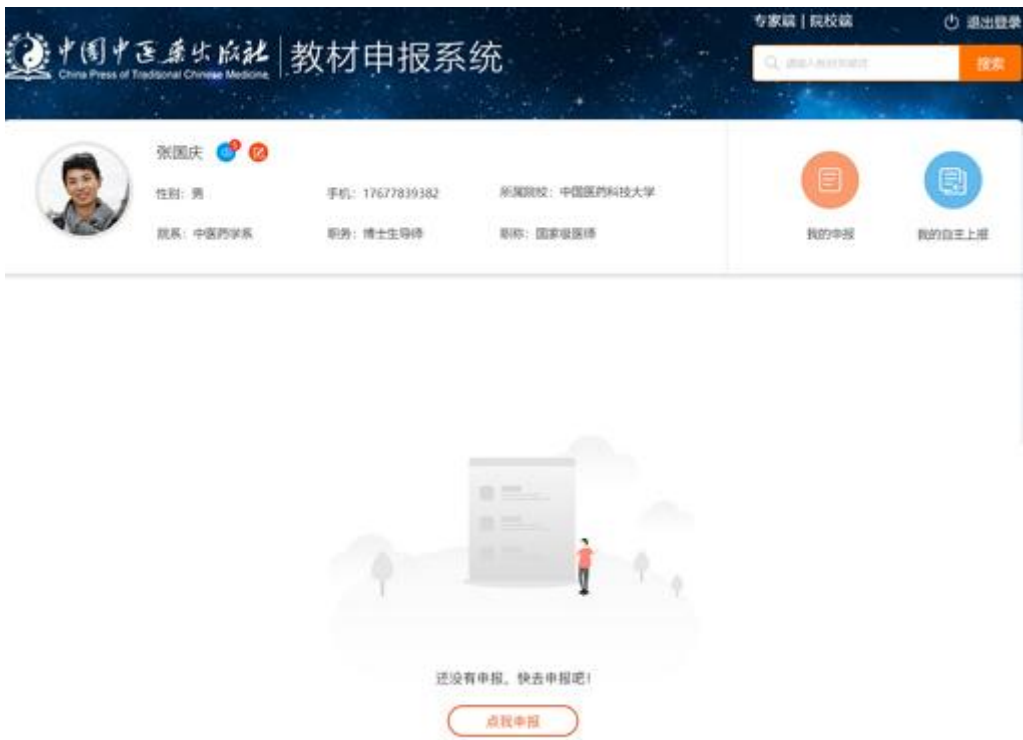 专家端 | 院校端
退出登录
中国中医药出版社
China Press of Traditional Chinese Medicine
教材申报系统
搜索
张国庆
性别：男
手机：17677839382
所属院校：中国医药科技大学
院系：中医药学系
职务：博士生导师
职称：国家级医师
我的申报
我的自主上报
还没有申报，快去申报吧！
点我申报